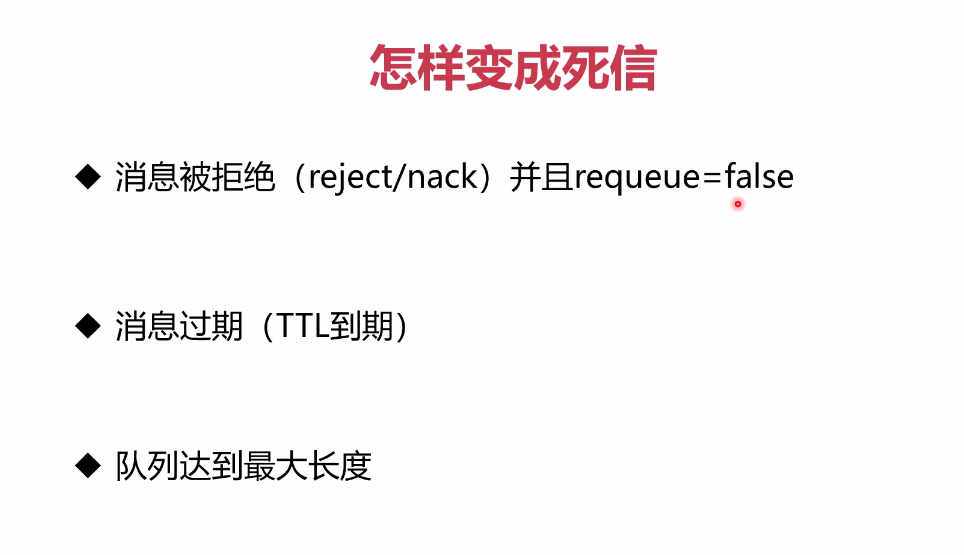 怎样变成死信
◆ 消息被拒绝（reject/nack）并且requeue=false
◆ 消息过期（TTL到期）
◆ 队列达到最大长度